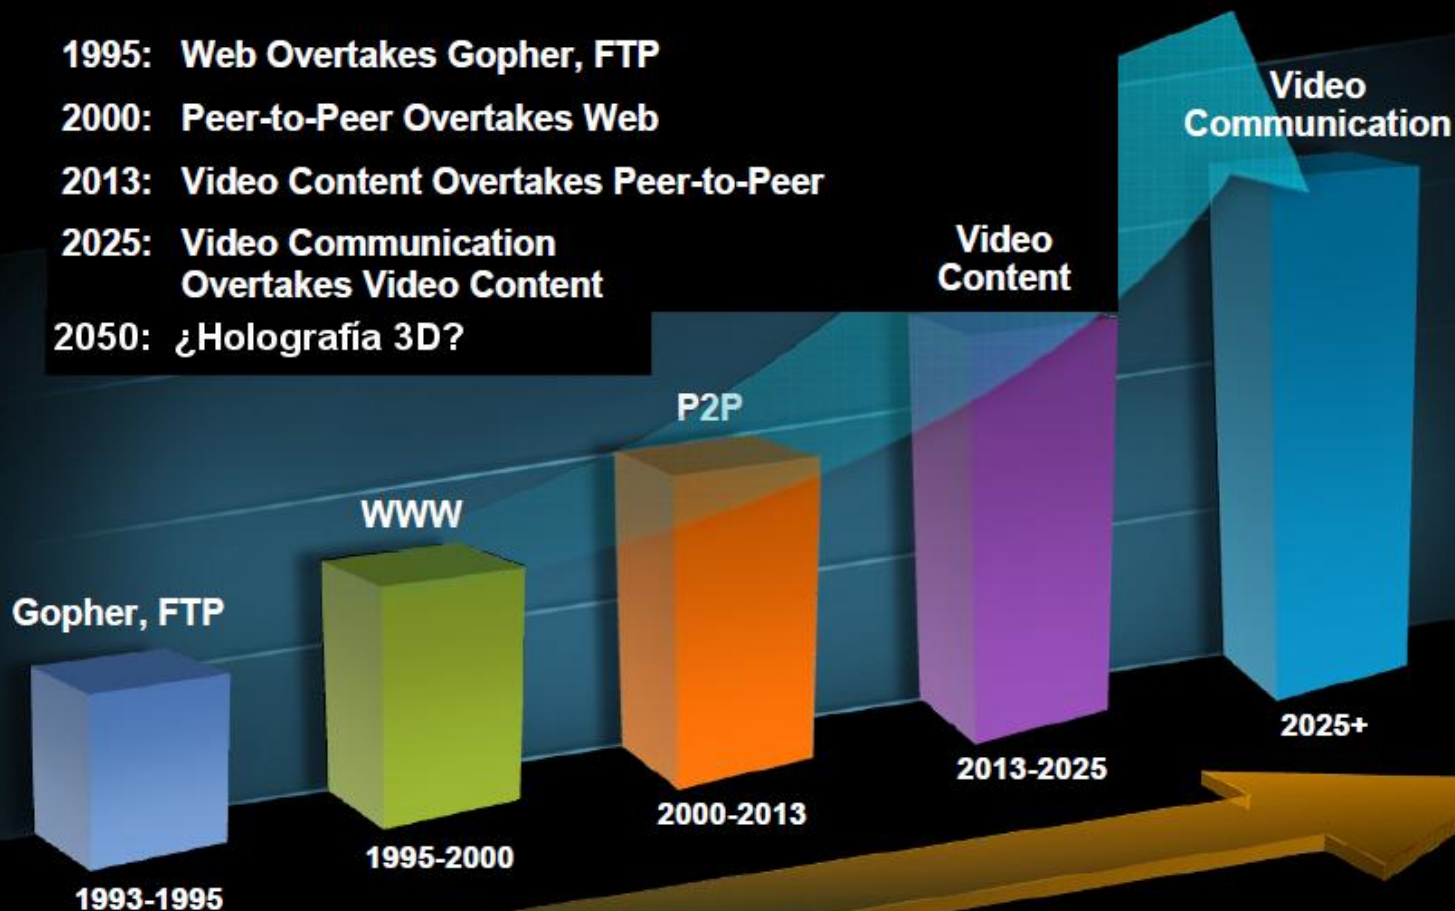 1995: Web Overtakes Gopher, FTP
2000: Peer-to-Peer Overtakes Web
2013: Video Content Overtakes Peer-to-Peer
2025: Video Communication
Overtakes Video Content
2050: ¿Holografía 3D?
Gopher, FTP
WWW
P2P
Video
Content
Video
Communication
1993-1995
1995-2000
2000-2013
2013-2025
2025+